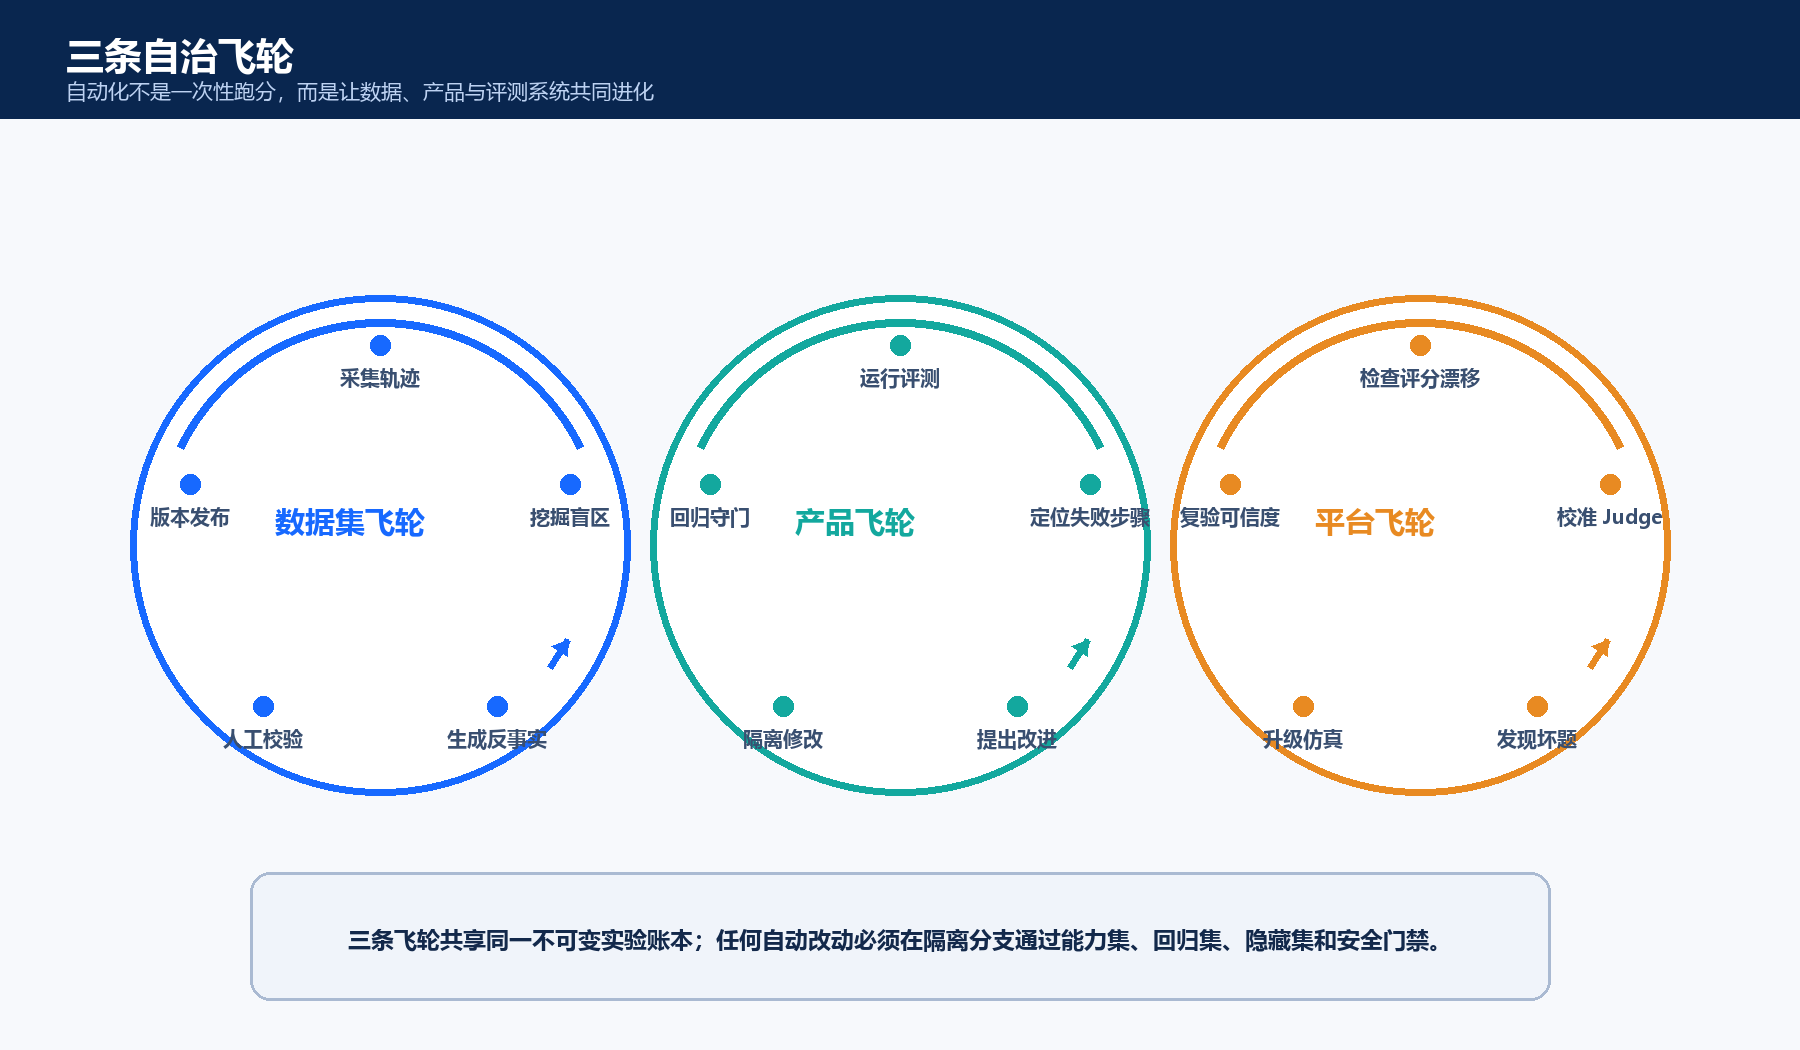 三条自治飞轮
自动化不是一次性跑分，而是让数据、产品与评测系统共同进化
采集轨迹
版本发布
数据集飞轮
挖掘盲区
人工校验
生成反事实
运行评测
回归守门
产品飞轮
定位失败步骤
隔离修改
提出改进
检查评分漂移
复验可信度
平台飞轮
校准 Judge
升级仿真
发现坏题
三条飞轮共享同一不可变实验账本；任何自动改动必须在隔离分支通过能力集、回归集、隐藏集和安全门禁。